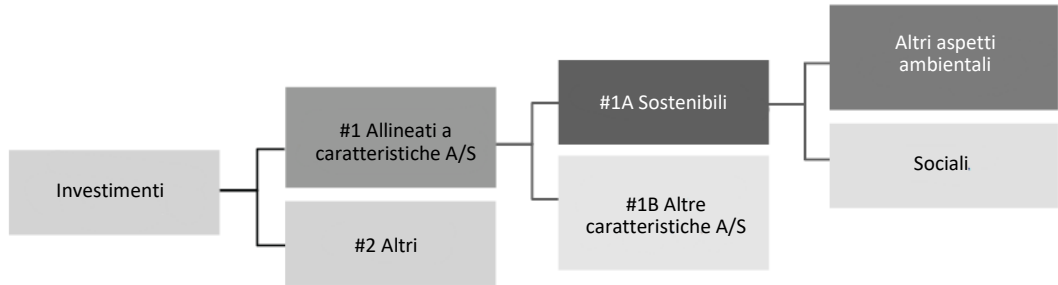 Investimenti
#1 Allineati a
caratteristiche A/S
#2 Altri
#1A Sostenibili
#1B Altre
caratteristiche A/S
Altri aspetti
ambientali
Sociali